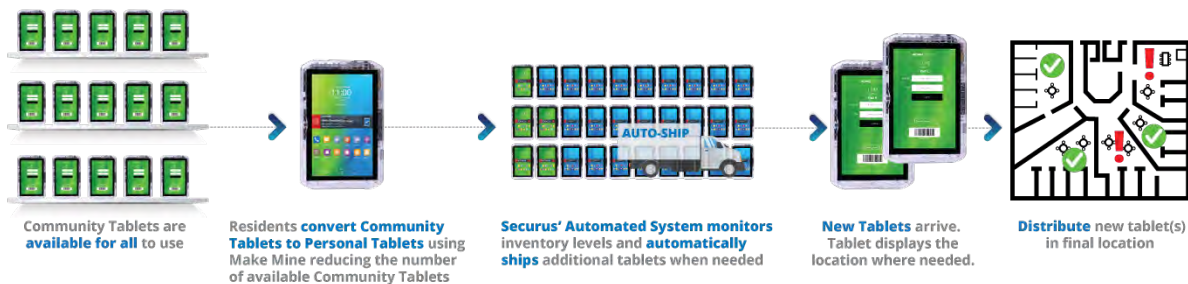 11:00
AUTO-SHIP
Community Tablets are
available for all to use
Residents convert Community
Tablets to Personal Tablets using
Make Mine reducing the number
of available Community Tablets
Securus’ Automated System monitors
inventory levels and automatically
ships additional tablets when needed
New Tablets arrive.
Tablet displays the
location where needed.
Distribute new tablet(s)
in final location